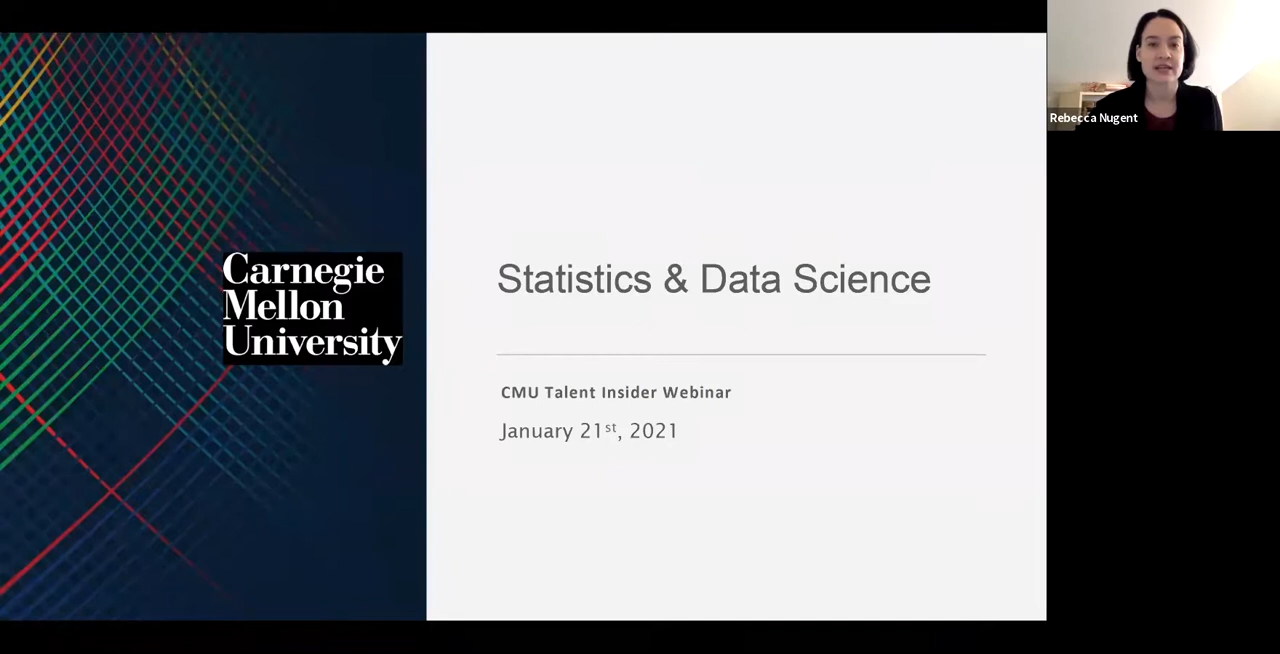 Carnegie
Mellon
University
Statistics & Data Science
CMU Talent Insider Webinar
January 21st, 2021
Rebecca Nugent